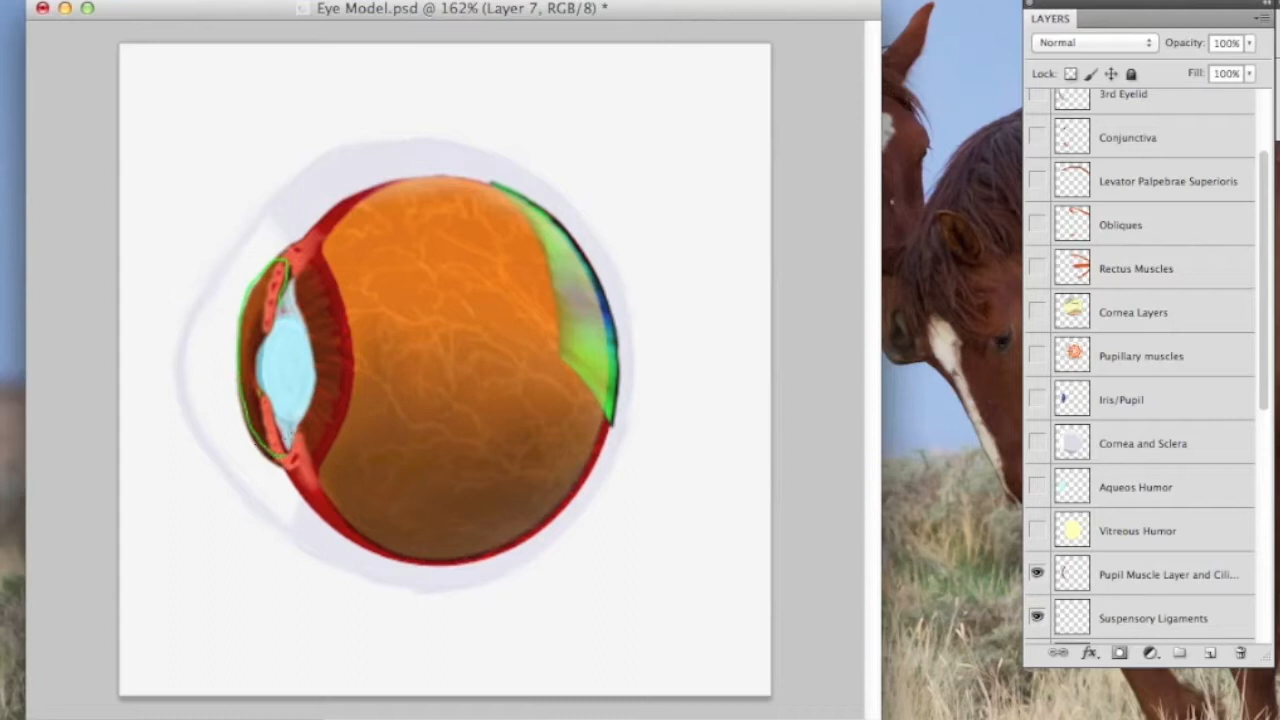 Eye Model.psd @ 162% (Layer 7, RGB/8) *
LAYERS
Normal
Opacity: 100%
Lock:
Fill: 100%
3rd Eyelid
Conjunctiva
Levator Palpebrae Superioris
Obliques
Rectus Muscles
Cornea Layers
Pupillary muscles
Iris/Pupil
Cornea and Sclera
Aqueos Humor
Vitreous Humor
Pupil Muscle Layer and Cili...
Suspensory Ligaments
fx